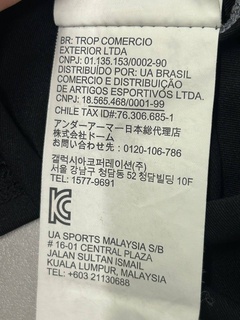 BR: TROP COMERCIO
EXTERIOR LTDA
CNPJ: 01.135.153/0002-90
DISTRIBUÍDO POR: UA BRASIL
COMERCIO E DISTRIBUICÃO
DE ARTIGOS ESPORTIVOS LTDA.
CNPJ: 18.565.468/0001-99
CHILE TAX ID#:76.306.685-1
アンダーアーマー日本総代理店
株式会社ドーム
お問い合わせ先:0120-106-786
갤럭시아코퍼레이션(주)
서울 강남구 청담동 52 청담빌딩 10F
TEL: 1577-9691
UA SPORTS MALAYSIA S/B
# 16-01 CENTRAL PLAZA
JALAN SULTAN ISMAIL
KUALA LUMPUR, MALAYSIA
TEL: +603 21130688